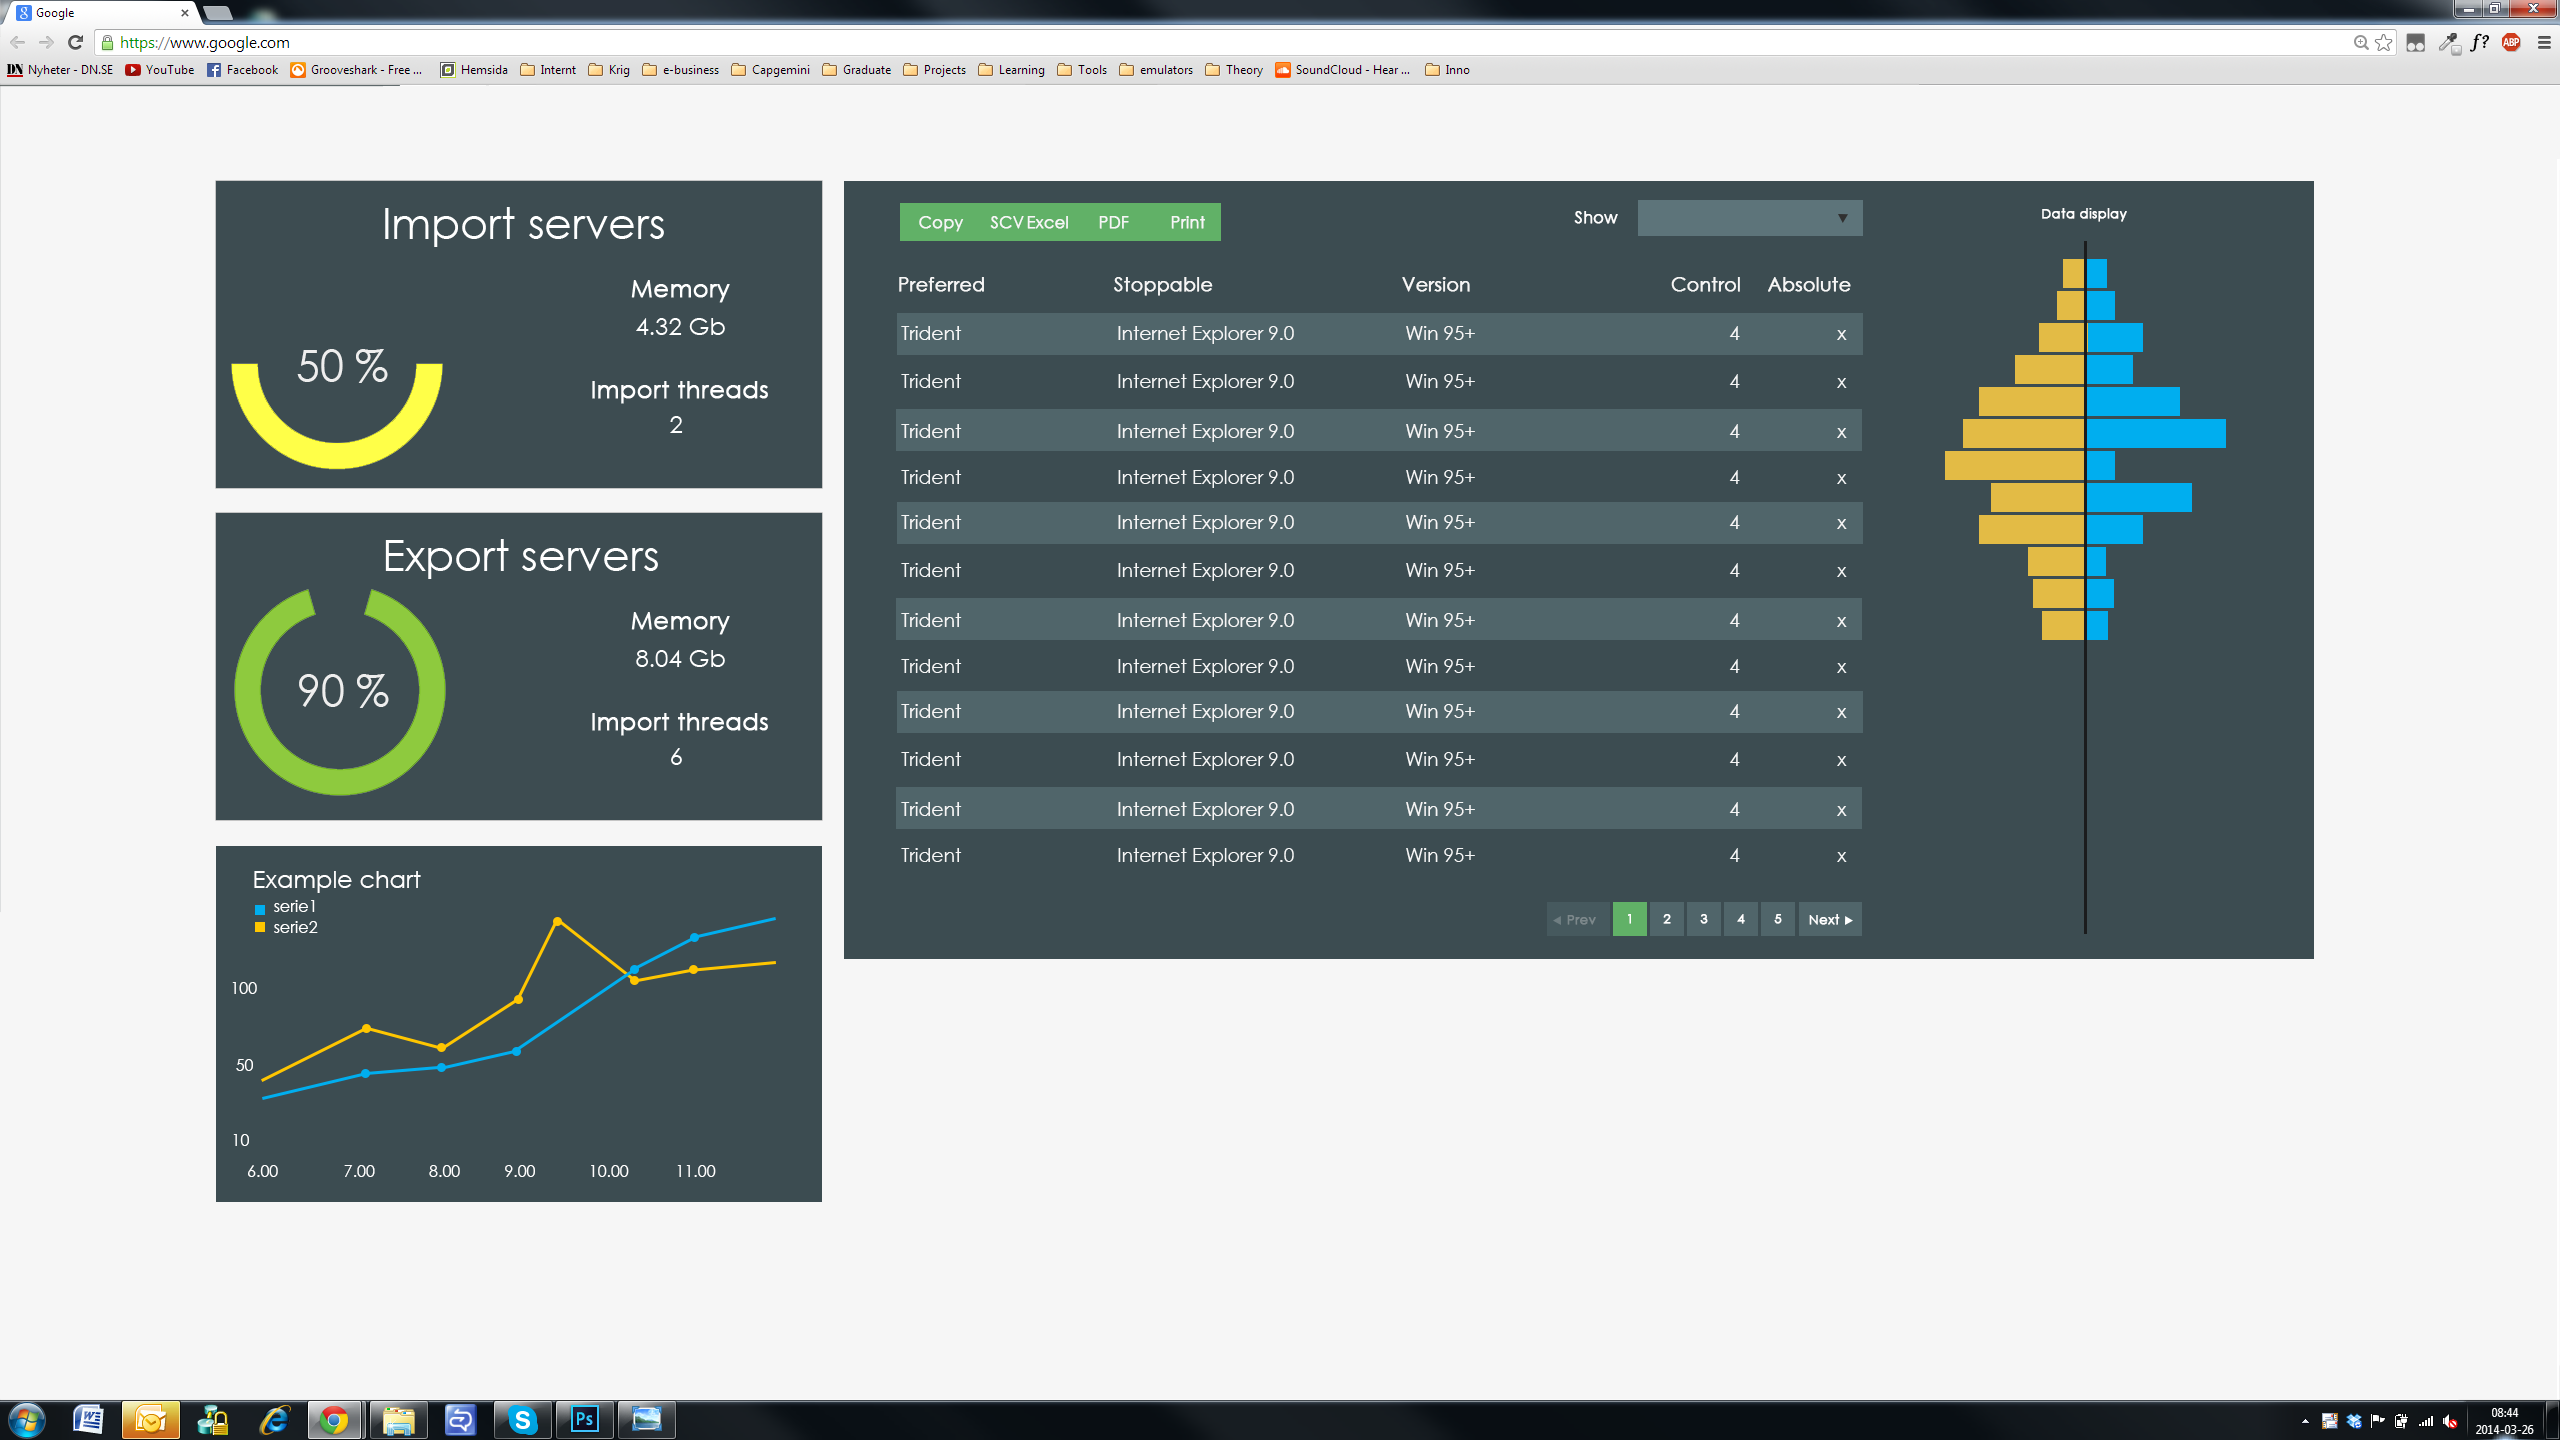 Google
https://www.google.com
Nyheter - DN.SE YouTube Facebook Grooveshark - Free ... Hemsida Internt Krig e-business Capgemini Graduate Projects Learning Tools emulators Theory SoundCloud - Hear ... Inno
f?
ABP
Import servers
Memory
4.32 Gb
50 %
Import threads
2
Export servers
Memory
8.04 Gb
90 %
Import threads
6
Example chart
serie1
serie2
100
50
10
6.00 7.00 8.00 9.00 10.00 11.00
Copy SCV Excel PDF Print
Show
Preferred Stoppable Version Control Absolute
Trident Internet Explorer 9.0 Win 95+ 4 x
Trident Internet Explorer 9.0 Win 95+ 4 x
Trident Internet Explorer 9.0 Win 95+ 4 x
Trident Internet Explorer 9.0 Win 95+ 4 x
Trident Internet Explorer 9.0 Win 95+ 4 x
Trident Internet Explorer 9.0 Win 95+ 4 x
Trident Internet Explorer 9.0 Win 95+ 4 x
Trident Internet Explorer 9.0 Win 95+ 4 x
Trident Internet Explorer 9.0 Win 95+ 4 x
Trident Internet Explorer 9.0 Win 95+ 4 x
Trident Internet Explorer 9.0 Win 95+ 4 x
Trident Internet Explorer 9.0 Win 95+ 4 x
Prev 1 2 3 4 5 Next
Data display
Ps
08:44
2014-03-26